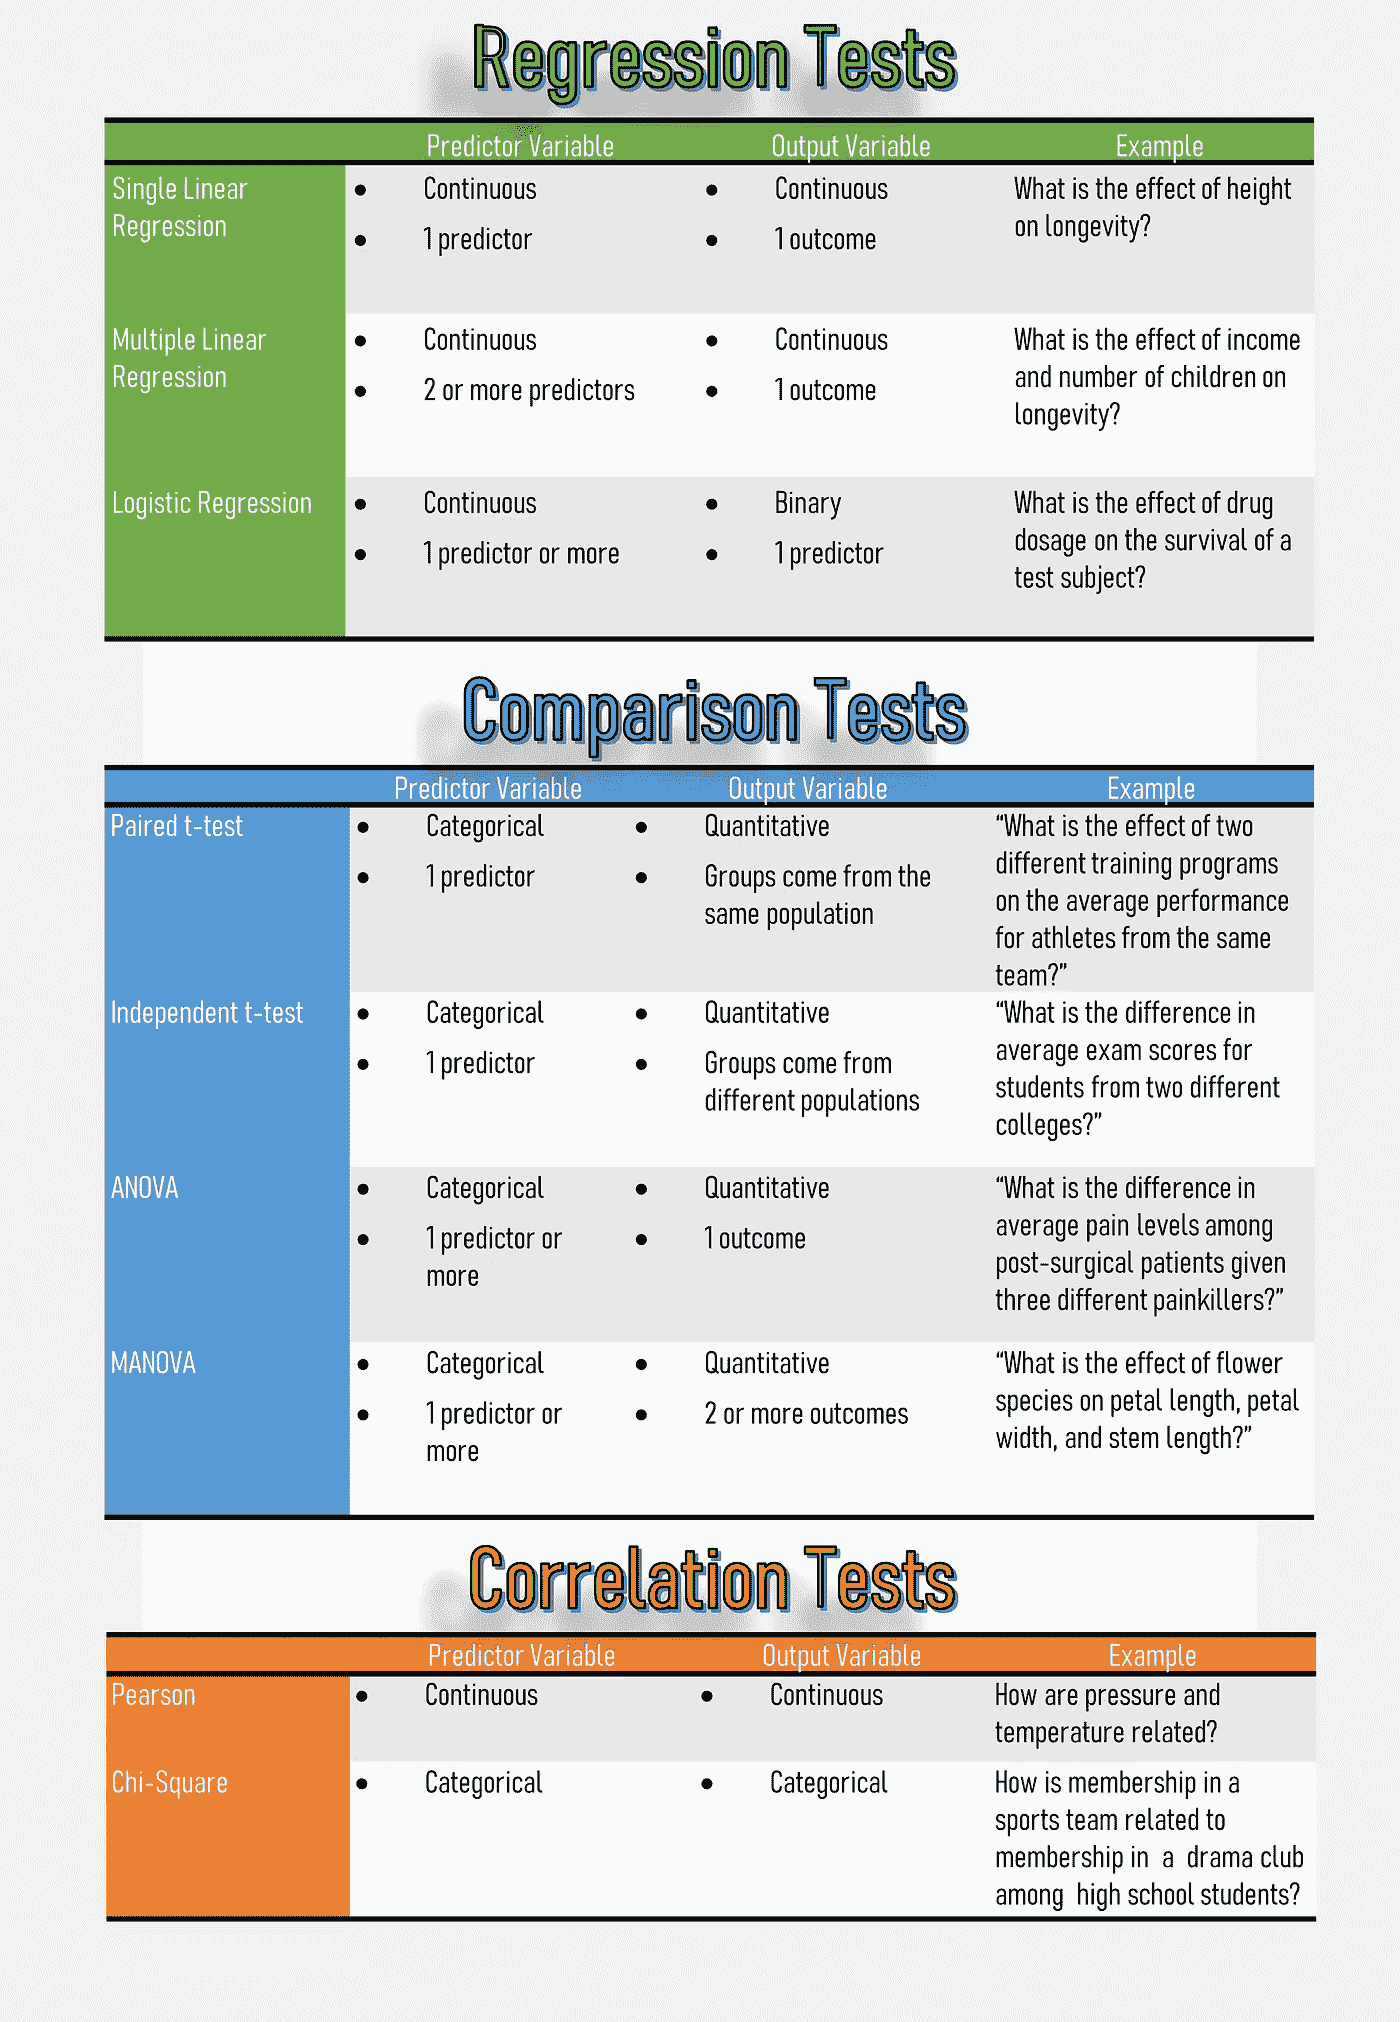 Regression Tests
Predictor Variable Output Variable Example
Single Linear
Regression
• Continuous
• 1 predictor
• Continuous
• 1 outcome
What is the effect of height
on longevity?
Multiple Linear
Regression
• Continuous
• 2 or more predictors
• Continuous
• 1 outcome
What is the effect of income
and number of children on
longevity?
Logistic Regression
• Continuous
• 1 predictor or more
• Binary
• 1 predictor
What is the effect of drug
dosage on the survival of a
test subject?
Comparison Tests
Predictor Variable Output Variable Example
Paired t-test
• Categorical
• 1 predictor
• Quantitative
• Groups come from the
same population
“What is the effect of two
different training programs
on the average performance
for athletes from the same
team?”
Independent t-test
• Categorical
• 1 predictor
• Quantitative
• Groups come from
different populations
“What is the difference in
average exam scores for
students from two different
colleges?”
ANOVA
• Categorical
• 1 predictor or
more
• Quantitative
• 1 outcome
“What is the difference in
average pain levels among
post-surgical patients given
three different painkillers?”
MANOVA
• Categorical
• 1 predictor or
more
• Quantitative
• 2 or more outcomes
“What is the effect of flower
species on petal length, petal
width, and stem length?”
Correlation Tests
Predictor Variable Output Variable Example
Pearson
• Continuous
• Continuous
How are pressure and
temperature related?
Chi-Square
• Categorical
• Categorical
How is membership in a
sports team related to
membership in a drama club
among high school students?